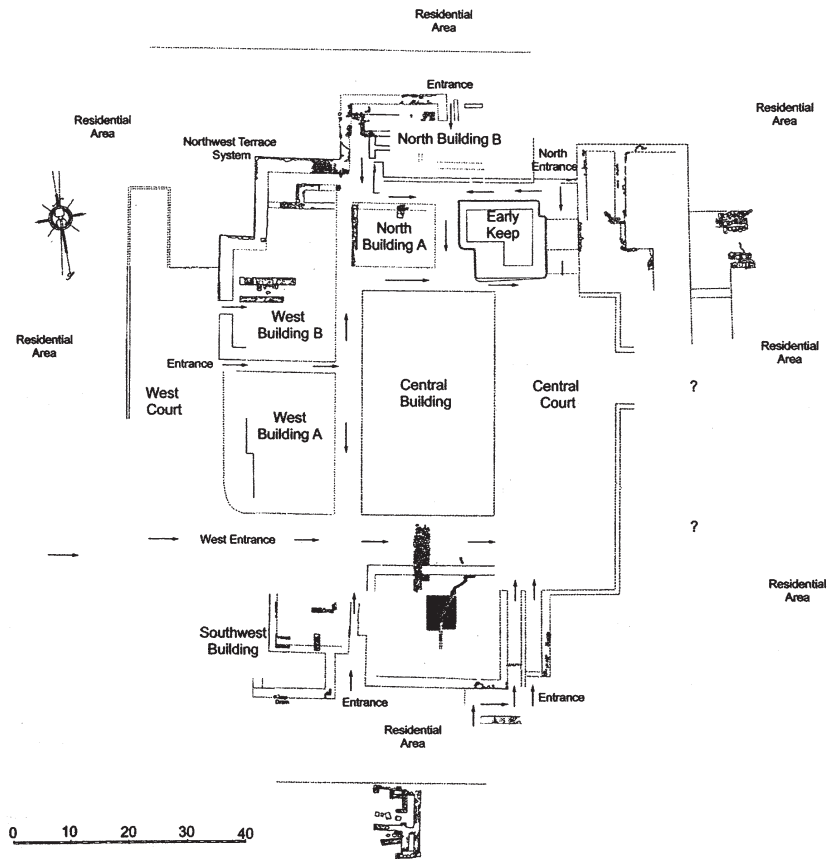 Residential
Area
Entrance
Residential
Area
Residential
Area
North Building B
Northwest Terrace
System
North
Entrance
Early
Keep
North
Building A
West
Building B
Residential
Area
Residential
Area
Entrance
West
Court
Central
Building
Central
Court
?
West
Building A
West Entrance
?
Residential
Area
Southwest
Building
Entrance
Entrance
Residential
Area
0 10 20 30 40